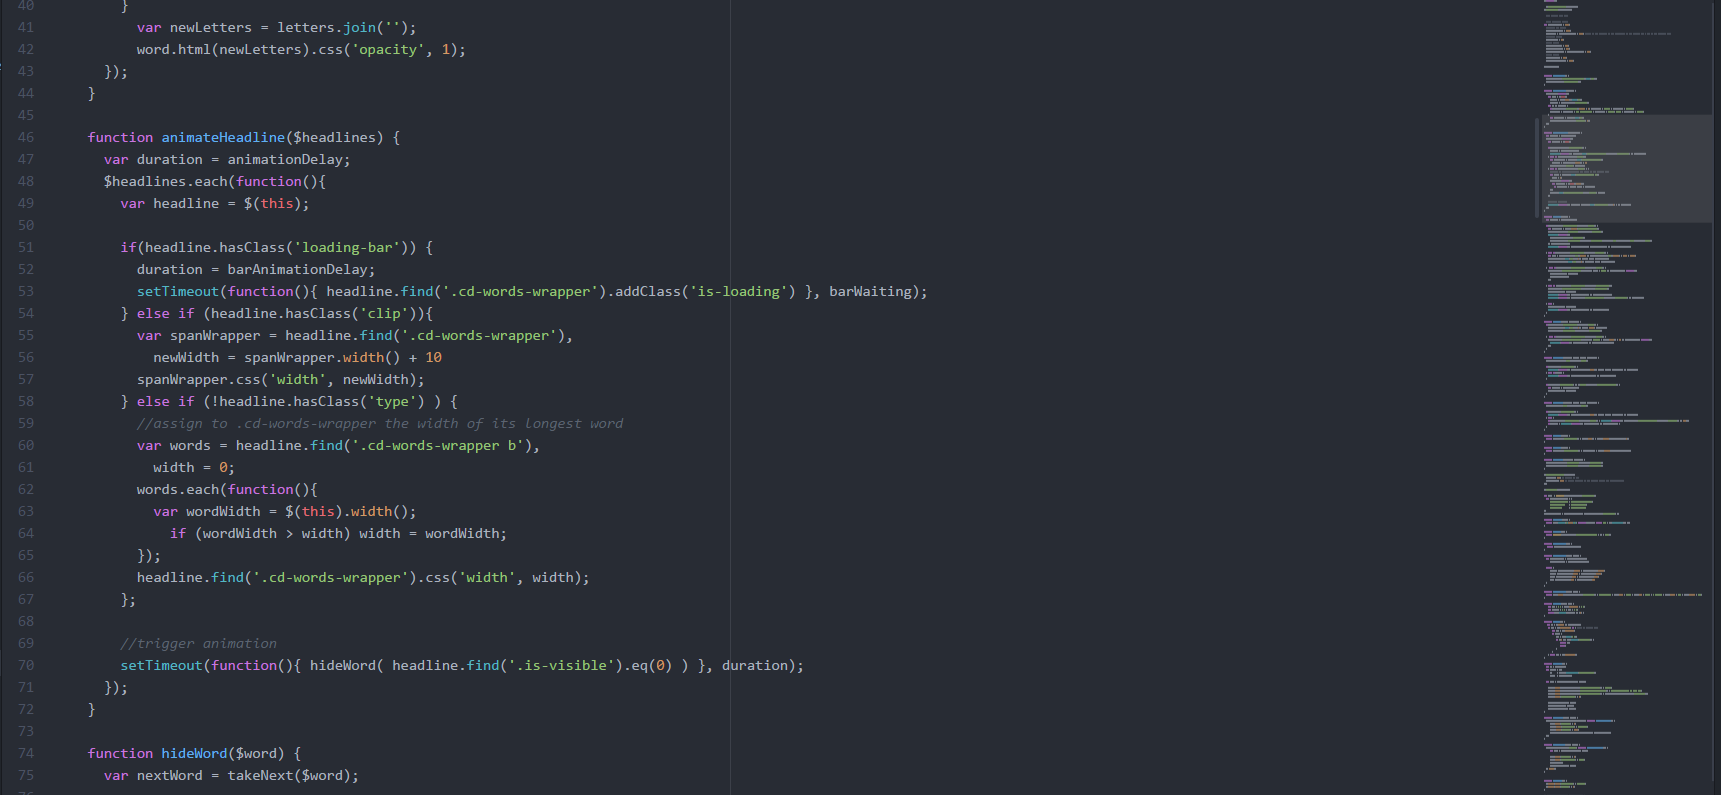 40 }
41 var newLetters = letters.join('');
42 word.html(newLetters).css('opacity', 1);
43 });
44 }
45
46 function animateHeadline($headlines) {
47 var duration = animationDelay;
48 $headlines.each(function(){
49 var headline = $(this);
50
51 if(headline.hasClass('loading-bar')) {
52 duration = barAnimationDelay;
53 setTimeout(function(){ headline.find('.cd-words-wrapper').addClass('is-loading') }, barWaiting);
54 } else if (headline.hasClass('clip')){
55 var spanWrapper = headline.find('.cd-words-wrapper'),
56 newWidth = spanWrapper.width() + 10
57 spanWrapper.css('width', newWidth);
58 } else if (!headline.hasClass('type') ) {
59 //assign to .cd-words-wrapper the width of its longest word
60 var words = headline.find('.cd-words-wrapper b'),
61 width = 0;
62 words.each(function(){
63 var wordWidth = $(this).width();
64 if (wordWidth > width) width = wordWidth;
65 });
66 headline.find('.cd-words-wrapper').css('width', width);
67 };
68
69 //trigger animation
70 setTimeout(function(){ hideWord( headline.find('.is-visible').eq(0) ) }, duration);
71 });
72 }
73
74 function hideWord($word) {
75 var nextWord = takeNext($word);